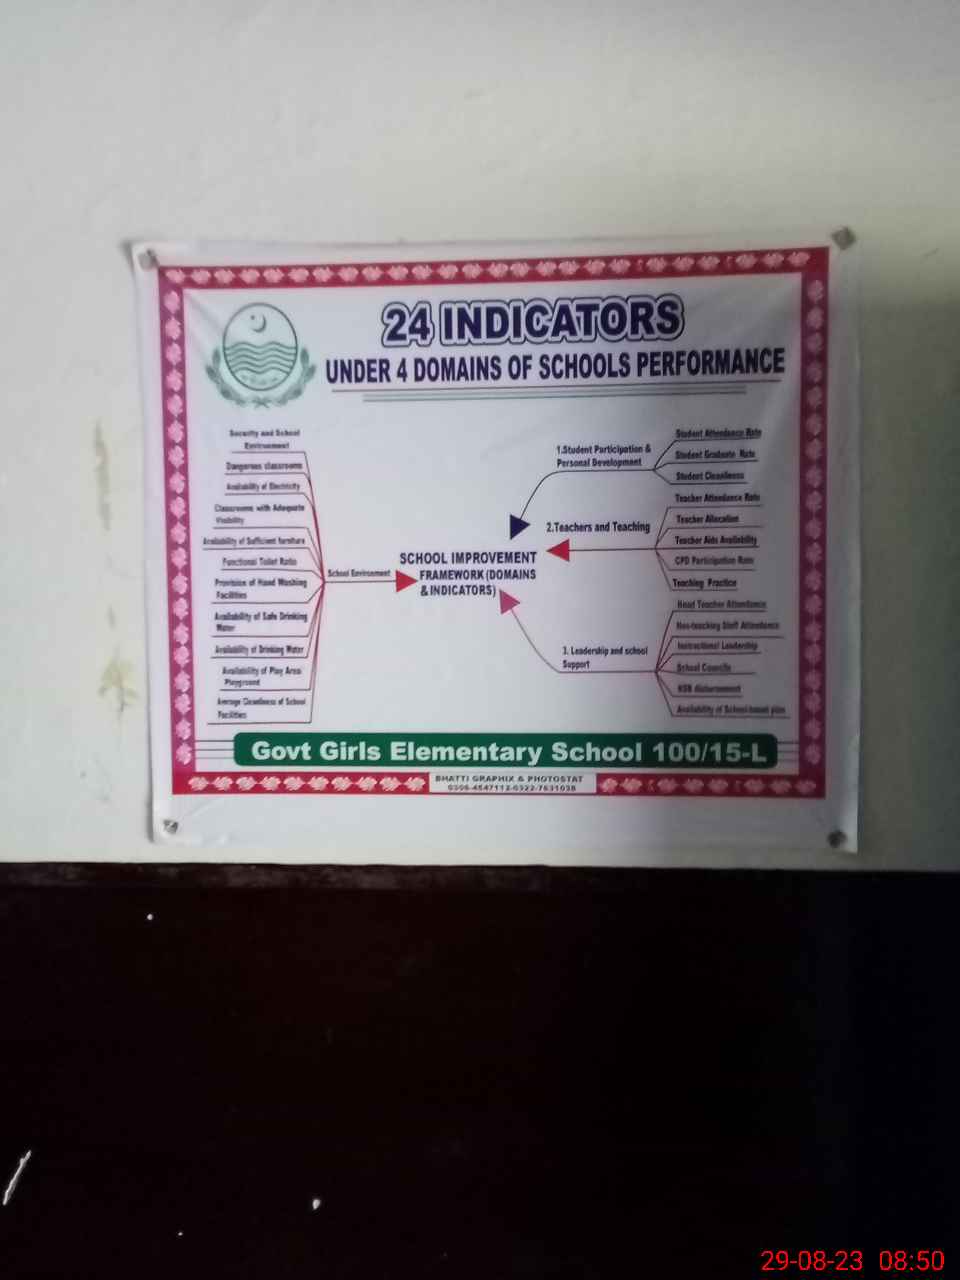 24 INDICATORS
UNDER 4 DOMAINS OF SCHOOLS PERFORMANCE
Security and School
Environment
Dangerous classrooms
Availability of Electricity
Classrooms with Adequate
Visibility
Availability of Sufficient furniture
Functional Toilet Ratio
Provision of Hand Washing
Facilities
Availability of Safe Drinking
Water
Availability of Drinking Water
Availability of Play Area/
Playground
Average Cleanliness of School
Facilities
School Environment
SCHOOL IMPROVEMENT
FRAMEWORK (DOMAINS
& INDICATORS)
1.Student Participation &
Personal Development
Student Attendance Rate
Student Graduate Rate
Student Cleanliness
2.Teachers and Teaching
Teacher Attendance Rate
Teacher Allocation
Teacher Aids Availability
CPD Participation Rate
Teaching Practice
3. Leadership and school
Support
Head Teacher Attendance
Non-teaching Staff Attendance
Instructional Leadership
School Councils
NSB disbursement
Availability of School based plan
Govt Girls Elementary School 100/15-L
BHATTI GRAPHIX & PHOTOSTAT
0306-4547112-0322-7631038
29-08-23 08:50